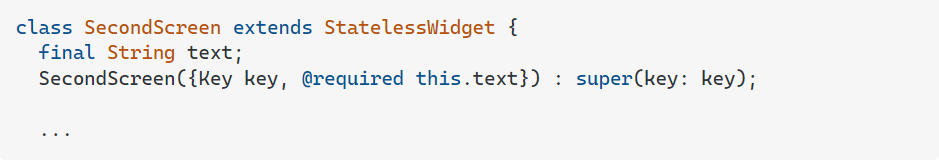 class SecondScreen extends StatelessWidget {
  final String text;
  SecondScreen({Key key, @required this.text}) : super(key: key);
  ...